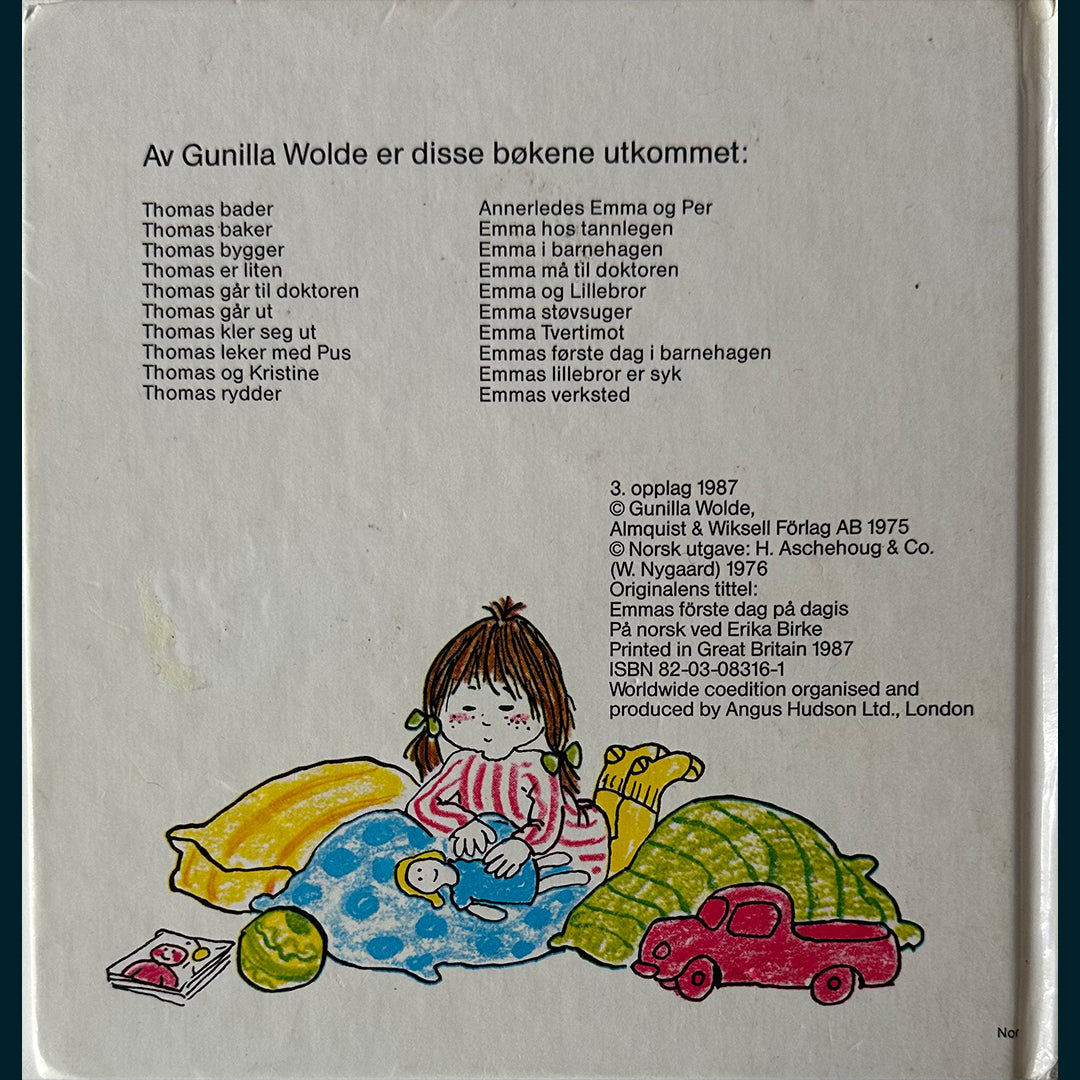 Av Gunilla Wolde er disse bøkene utkommet:
Thomas bader
Thomas baker
Thomas bygger
Thomas er liten
Thomas går til doktoren
Thomas går ut
Thomas kler seg ut
Thomas leker med Pus
Thomas og Kristine
Thomas rydder
Annerledes Emma og Per
Emma hos tannlegen
Emma i barnehagen
Emma må til doktoren
Emma og Lillebror
Emma støvsuger
Emma Tvertimot
Emmas første dag i barnehagen
Emmas lillebror er syk
Emmas verksted
3. opplag 1987
© Gunilla Wolde,
Almquist & Wiksell Förlag AB 1975
© Norsk utgave: H. Aschehoug & Co.
(W. Nygaard) 1976
Originalens tittel:
Emmas förste dag på dagis
På norsk ved Erika Birke
Printed in Great Britain 1987
ISBN 82-03-08316-1
Worldwide coedition organised and
produced by Angus Hudson Ltd., London
Nor